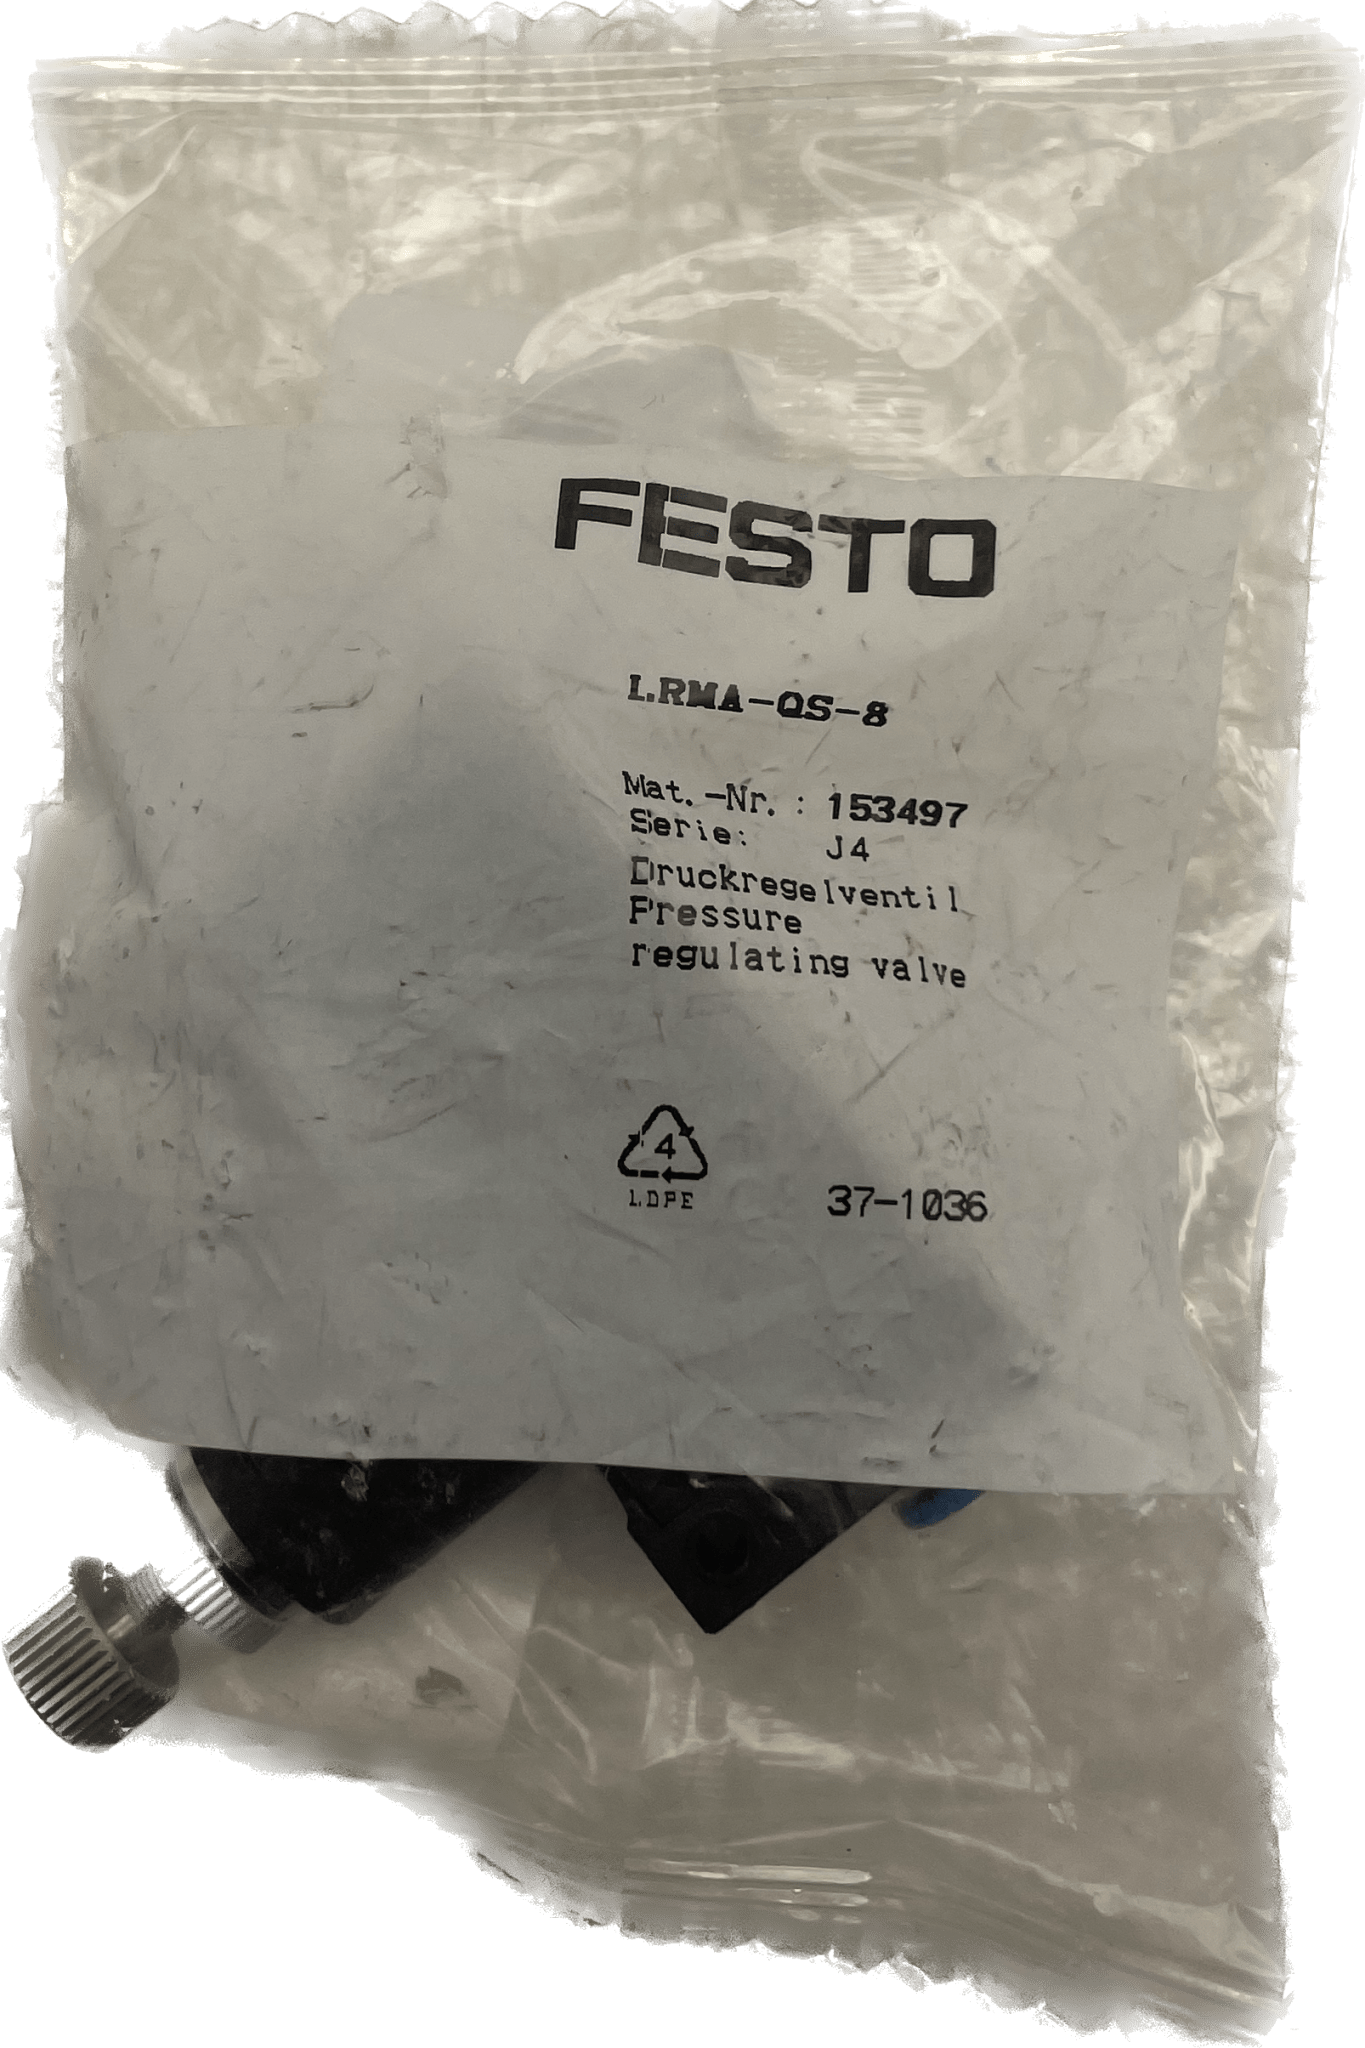 FESTO
LRMA-QS-8
Mat.-Nr.: 153497
Serie: J4
Druckregelventil
Pressure
regulating valve
4
LDPE
37-1036